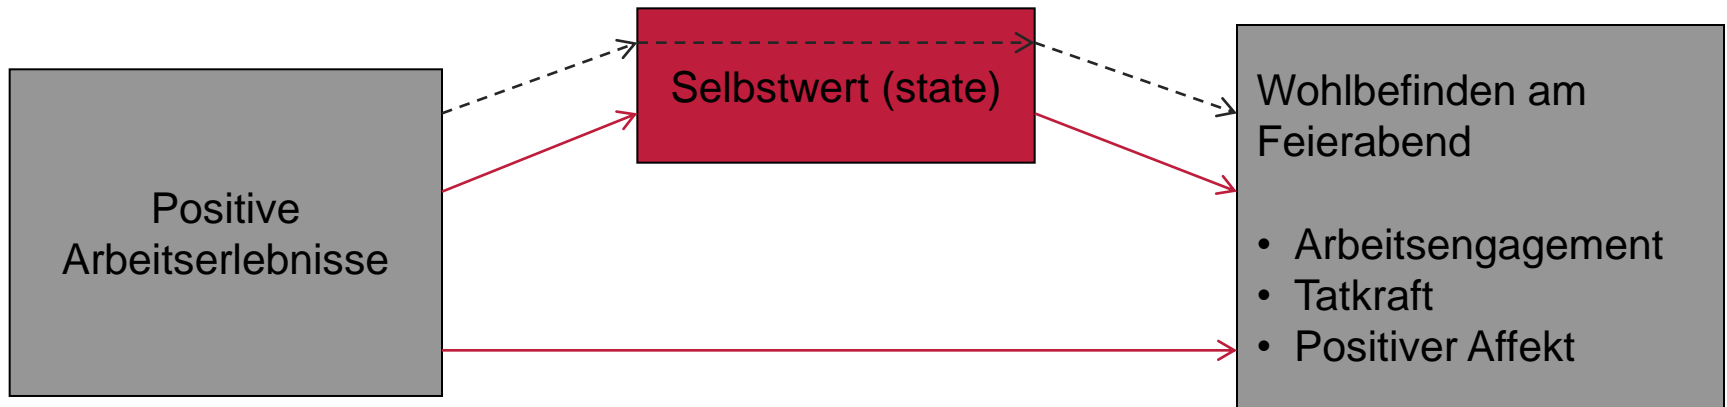 Selbstwert (state)
Positive
Arbeitserlebnisse
Wohlbefinden am
Feierabend
• Arbeitsengagement
• Tatkraft
• Positiver Affekt